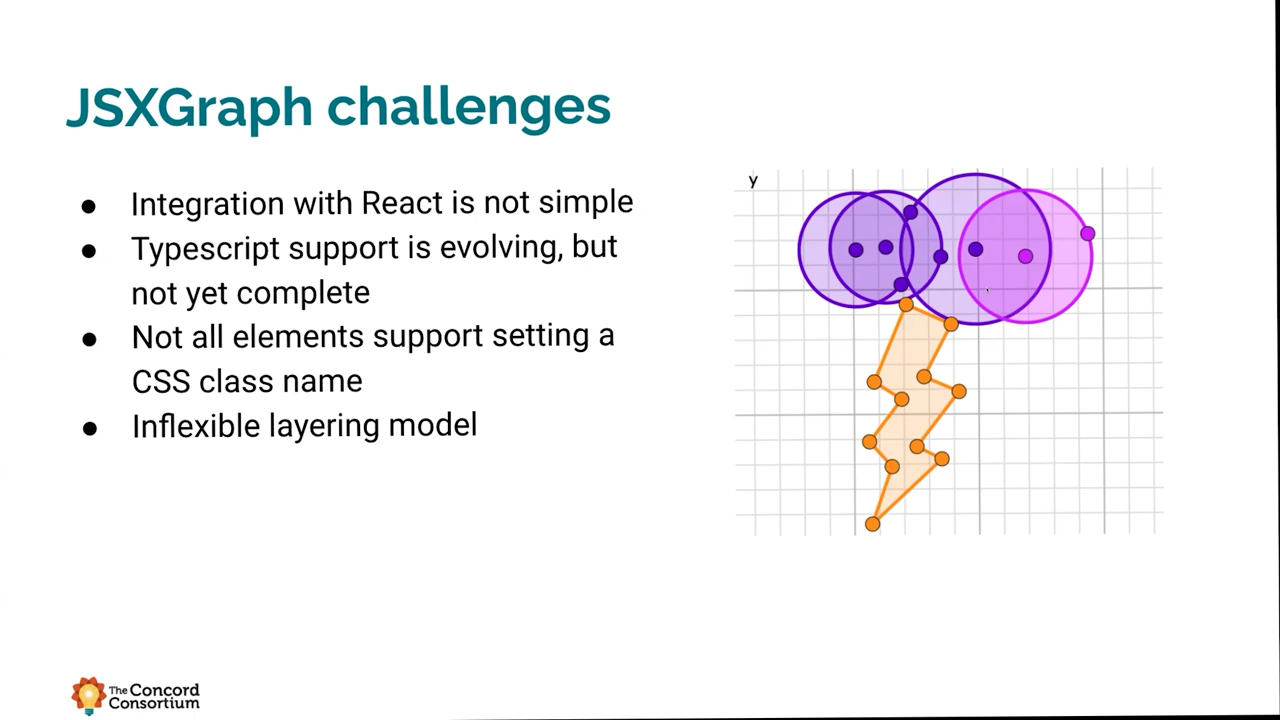 JSXGraph challenges
● Integration with React is not simple
● Typescript support is evolving, but
not yet complete
● Not all elements support setting a
CSS class name
● Inflexible layering model
y
The Concord
Consortium